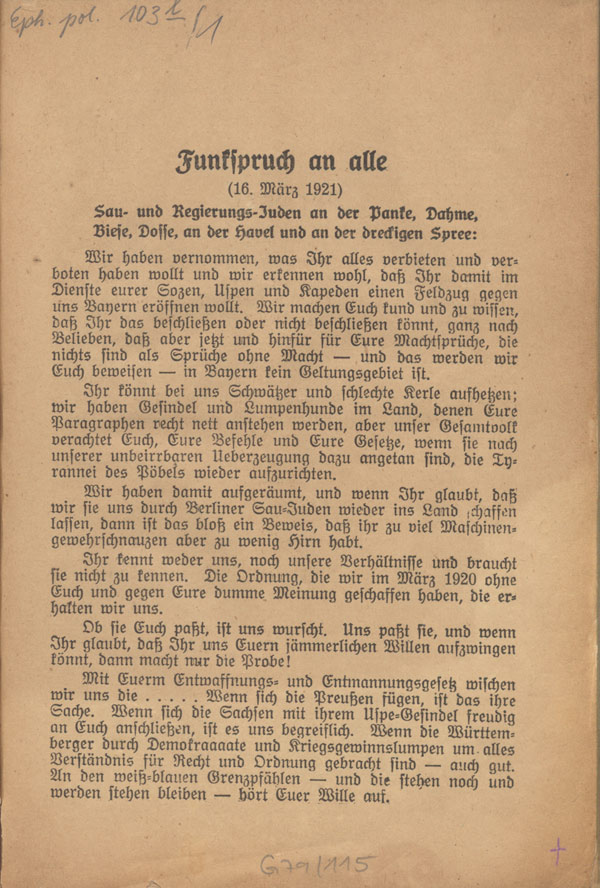 Eph. pol. 103 t/1
Funkspruch an alle
(16. März 1921)
Sau- und Regierungs-Juden an der Panke, Dahme,
Biese, Dosse, an der Havel und an der dreckigen Spree:
Wir haben vernommen, was Ihr alles verbieten und ver-
boten haben wollt und wir erkennen wohl, daß Ihr damit im
Dienste eurer Sozen, Uspen und Kapeden einen Feldzug gegen
uns Bayern eröffnen wollt. Wir machen Euch kund und zu wissen,
daß Ihr das beschließen oder nicht beschließen könnt, ganz nach
Belieben, daß aber jetzt und hinfür für Eure Machtsprüche, die
nichts sind als Sprüche ohne Macht — und das werden wir
Euch beweisen — in Bayern kein Geltungsgebiet ist.
Ihr könnt bei uns Schwätzer und schlechte Kerle aufhetzen;
wir haben Gesindel und Lumpenhunde im Land, denen Eure
Paragraphen recht nett anstehen werden, aber unser Gesamtvolk
verachtet Euch, Eure Befehle und Eure Gesetze, wenn sie nach
unserer unbeirrbaren Ueberzeugung dazu angetan sind, die Ty-
rannei des Pöbels wieder aufzurichten.
Wir haben damit aufgeräumt, und wenn Ihr glaubt, daß
wir sie uns durch Berliner Sau-Juden wieder ins Land schaffen
lassen, dann ist das bloß ein Beweis, daß ihr zu viel Maschinen-
gewehrschnauzen aber zu wenig Hirn habt.
Ihr kennt weder uns, noch unsere Verhältnisse und braucht
sie nicht zu kennen. Die Ordnung, die wir im März 1920 ohne
Euch und gegen Eure dumme Meinung geschaffen haben, die er-
halten wir uns.
Ob sie Euch paßt, ist uns wurscht. Uns paßt sie, und wenn
Ihr glaubt, daß Ihr uns Euern jämmerlichen Willen aufzwingen
könnt, dann macht nur die Probe!
Mit Euerm Entwaffnungs- und Entmannungsgesetz wischen
wir uns die . . . . . Wenn sich die Preußen fügen, ist das ihre
Sache. Wenn sich die Sachsen mit ihrem Uspe-Gesindel freudig
an Euch anschließen, ist es uns begreiflich. Wenn die Württem-
berger durch Demokraaaate und Kriegsgewinnslumpen um alles
Verständnis für Recht und Ordnung gebracht sind — auch gut.
An den weiß-blauen Grenzpfählen — und die stehen noch und
werden stehen bleiben — hört Euer Wille auf.
G79/115